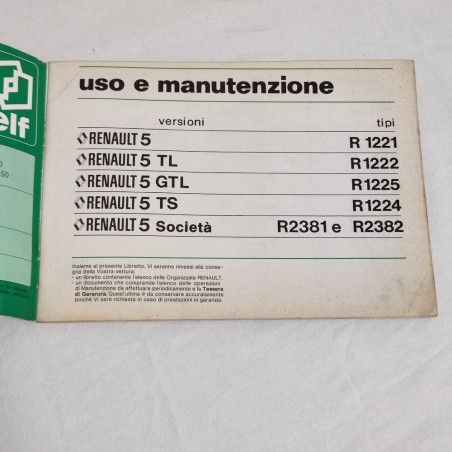 elf
0
50
uso e manutenzione
versioni tipi
RENAULT 5 R 1221
RENAULT 5 TL R1222
RENAULT 5 GTL R1225
RENAULT 5 TS R1224
RENAULT 5 Società R2381 e R2382
Insieme al presente Libretto, Vi saranno rimessi alla conse-
gna della Vostra vettura:
- un libretto contenente l'elenco delle Organizzate RENAULT.
- un documento che comprende l'elenco delle operazioni
di Manutenzione da effettuare periodicamente e la Tessera
di Garanzia. Quest'ultima è da conservare accuratamente
poichè Vi sarà richiesta in caso di prestazioni in garanzia.